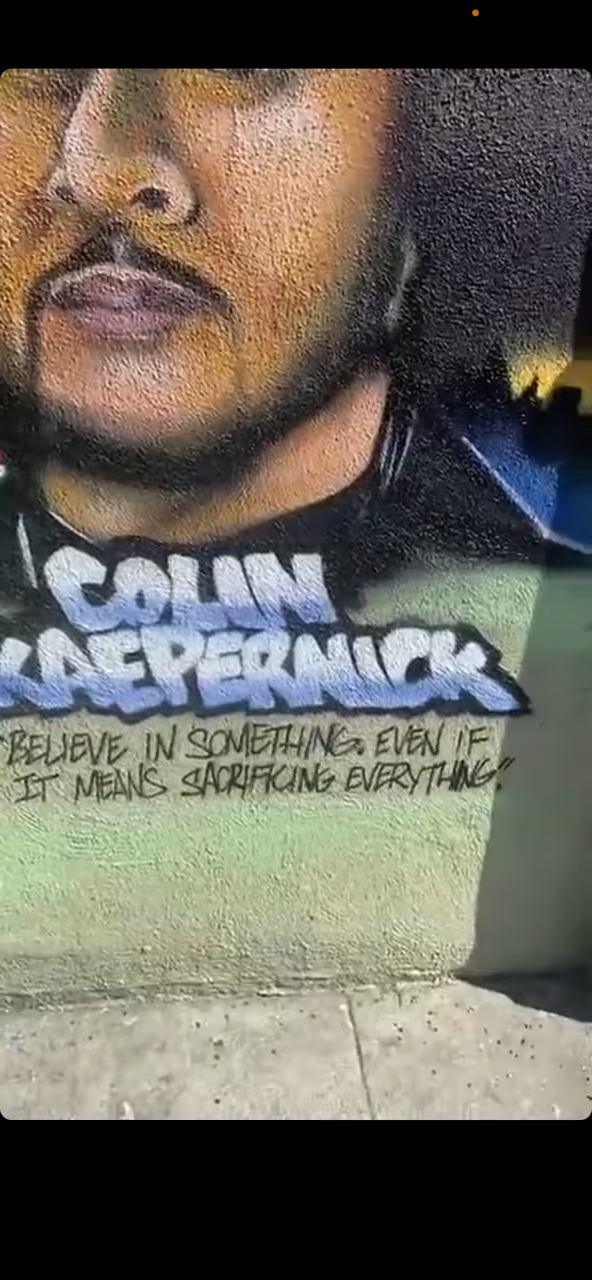 COLIN
KAEPERNICK
"BELIEVE IN SOMETHING. EVEN IF
IT MEANS SACRIFICING EVERYTHING."